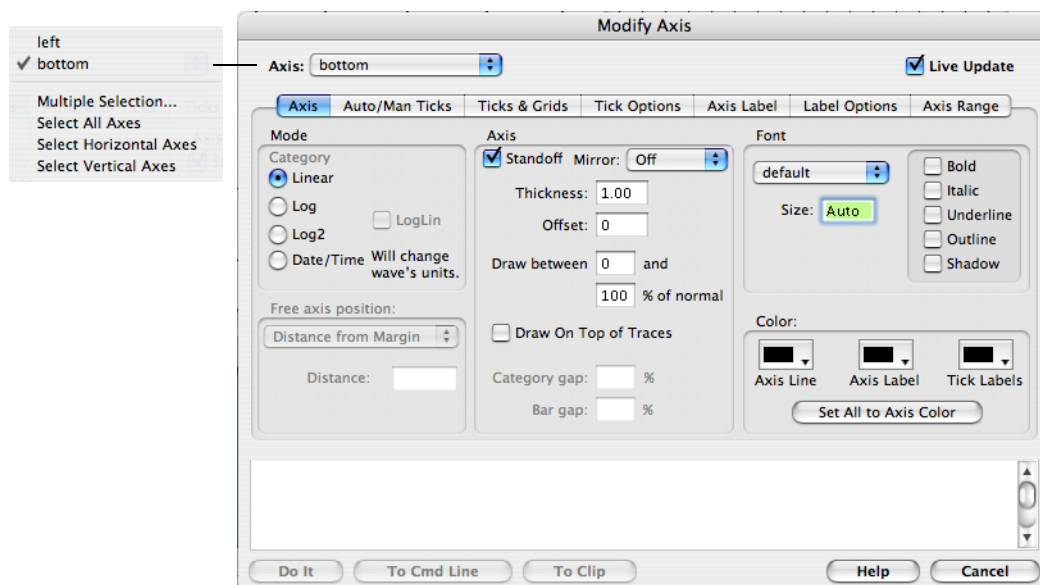 Modify Axis
left
bottom
Multiple Selection...
Select All Axes
Select Horizontal Axes
Select Vertical Axes
Axis: bottom
Live Update
Axis Auto/Man Ticks Ticks & Grids Tick Options Axis Label Label Options Axis Range
Mode
Category
Linear
Log
LogLin
Log2
Date/Time Will change
wave's units.
Free axis position:
Distance from Margin
Distance:
Axis
Standoff Mirror: Off
Thickness: 1.00
Offset: 0
Draw between 0 and
100 % of normal
Draw On Top of Traces
Category gap: %
Bar gap: %
Font
default
Size: Auto
Bold
Italic
Underline
Outline
Shadow
Color:
Axis Line Axis Label Tick Labels
Set All to Axis Color
Do It To Cmd Line To Clip Help Cancel